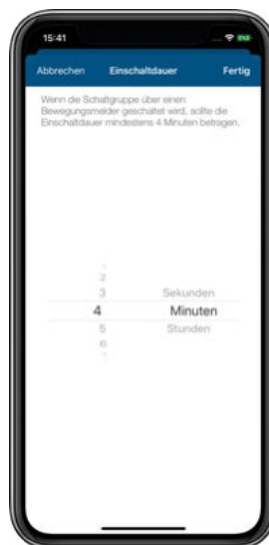 15:41
Abbrechen Einschaltdauer Fertig
Wenn die Schaltgruppe über einen
Bewegungsmelder geschaltet wird, sollte die
Einschaltdauer mindestens 4 Minuten betragen.
2
3 Sekunden
4 Minuten
5 Stunden
6